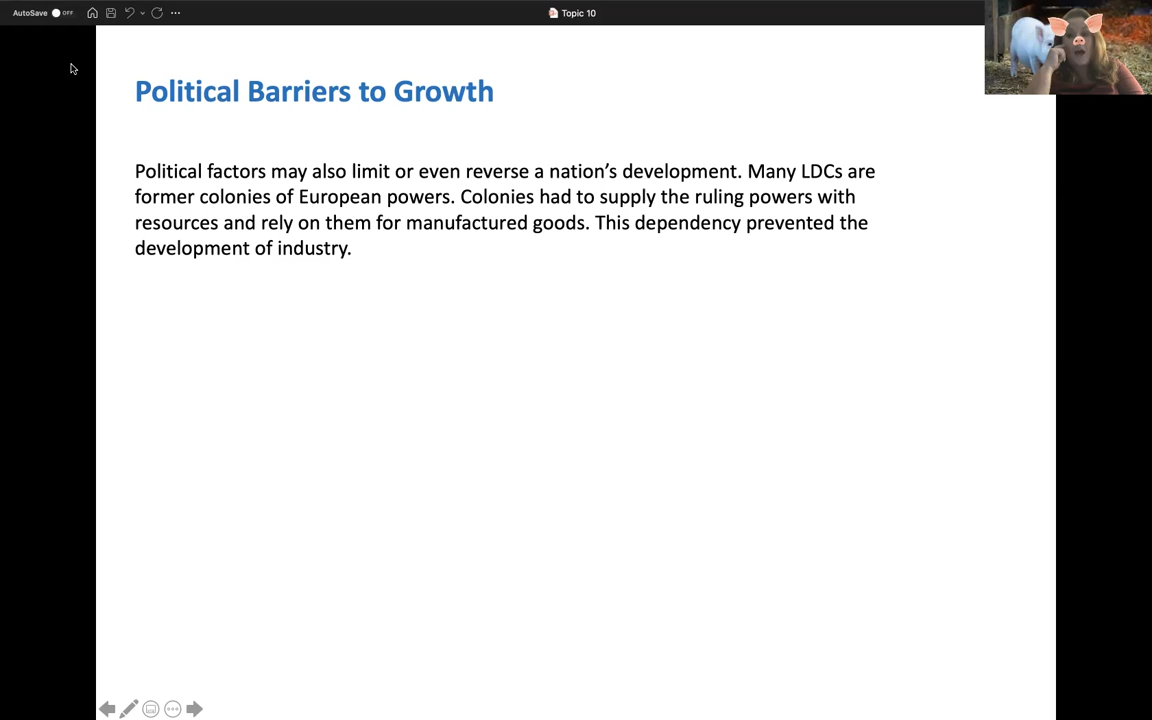 AutoSave OFF
Topic 10
Political Barriers to Growth
Political factors may also limit or even reverse a nation’s development. Many LDCs are
former colonies of European powers. Colonies had to supply the ruling powers with
resources and rely on them for manufactured goods. This dependency prevented the
development of industry.